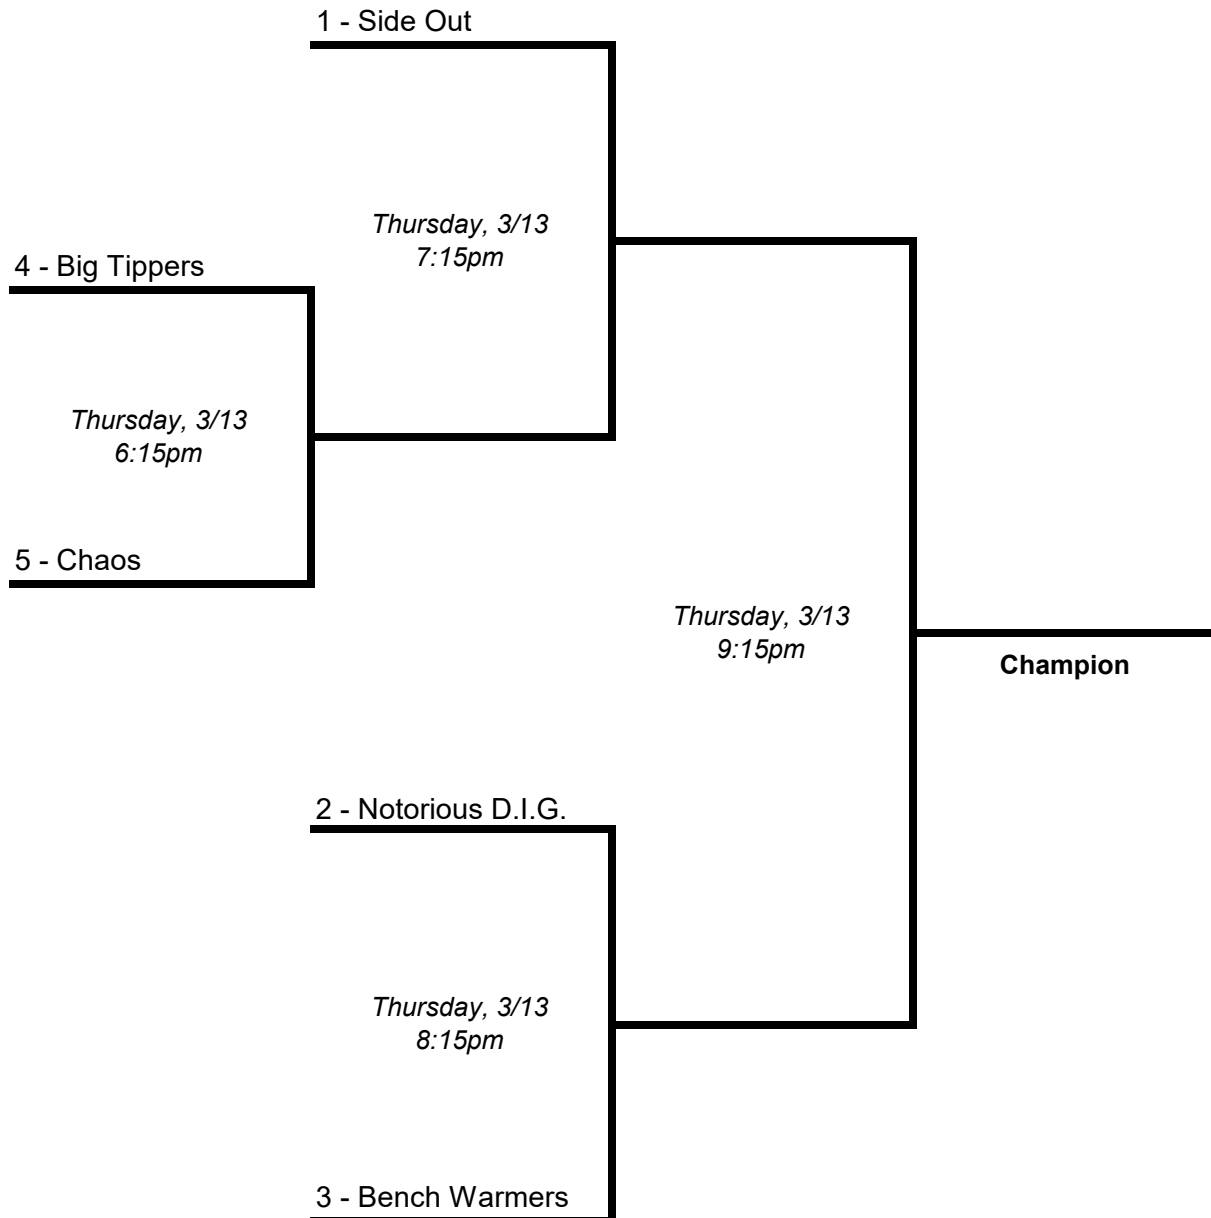 1 - Side Out
Thursday, 3/13
7:15pm
4 - Big Tippers
Thursday, 3/13
6:15pm
5 - Chaos
Thursday, 3/13
9:15pm
Champion
2 - Notorious D.I.G.
Thursday, 3/13
8:15pm
3 - Bench Warmers